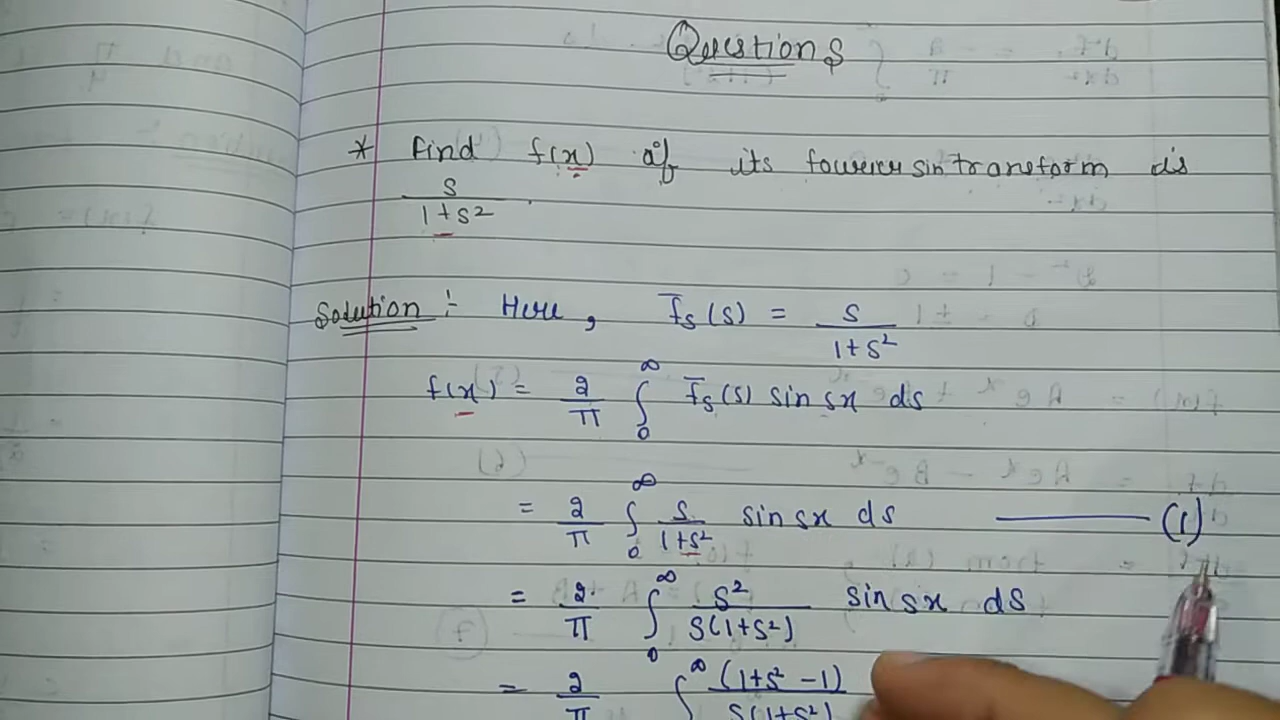 Questions
* Find f(x) if its fourier sin transform is
s
1+s²
Solution :- Here, f̅s(s) = s / 1+s²
f(x) = 2/π ∫₀^∞ f̅s(s) sin sx ds
= 2/π ∫₀^∞ s/1+s² sin sx ds ——— (1)
= 2/π ∫₀^∞ s²/s(1+s²) sin sx ds
= 2/π ∫^∞ (1+s²-1)/s(1+s²)